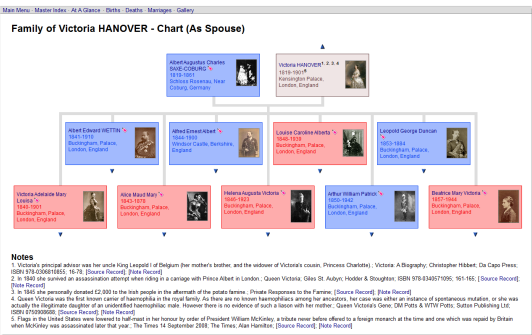 Main Menu · Master Index · At A Glance · Births · Deaths · Marriages · Gallery
Family of Victoria HANOVER - Chart (As Spouse)
Albert Augustus Charles
SAXE-COBURG
1819-1861
Schloss Rosenau, Near
Coburg, Germany
Victoria HANOVER1, 2, 3, 4
1819-19015
Kensington Palace,
London, England
Albert Edward WETTIN
1841-1910
Buckingham, Palace,
London, England
Alfred Ernest Albert
1844-1900
Windsor Castle, Berkshire,
England
Louise Caroline Alberta
1848-1939
Buckingham, Palace,
London, England
Leopold George Duncan
1853-1884
Buckingham, Palace,
London, England
Victoria Adelaide Mary
Louisa
1840-1901
Buckingham, Palace,
London, England
Alice Maud Mary
1843-1878
Buckingham, Palace,
London, England
Helena Augusta Victoria
1846-1923
Buckingham, Palace,
London, England
Arthur William Patrick
1850-1942
Buckingham, Palace,
London, England
Beatrice Mary Victoria
1857-1944
Buckingham, Palace,
London, England
Notes
1. Victoria's principal advisor was her uncle King Leopold I of Belgium (her mother's brother, and the widower of Victoria's cousin, Princess Charlotte).; Victoria: A Biography; Christopher Hibbert; Da Capo Press;
ISBN 978-0306810855; 16-78; [Source Record]; [Note Record]
2. In 1840 she survived an assassination attempt when riding in a carriage with Prince Albert in London.; Queen Victoria; Giles St. Aubyn; Hodder & Stoughton; ISBN 978-0340571095; 161-165; [Source Record];
[Note Record]
3. In 1845 she personally donated £2,000 to the Irish people in the aftermath of the potato famine.; Private Responses to the Famine; [Source Record]; [Note Record]
4. Queen Victoria was the first known carrier of haemophilia in the royal family. As there are no known haemophiliacs among her ancestors, her case was either an instance of spontaneous mutation, or she was
actually the illegitimate daughter of an unidentified haemophiliac male. However there is no evidence of such a liaison with her mother.; Queen Victoria's Gene; DM Potts & WTW Potts; Sutton Publishing Ltd;
ISBN 0750908688; [Source Record]; [Note Record]
5. Flags in the United States were lowered to half-mast in her honour by order of President William McKinley, a tribute never before offered to a foreign monarch at the time and one which was repaid by Britain
when McKinley was assassinated later that year.; The Times 14 September 2008; The Times; Alan Hamilton; [Source Record]; [Note Record]